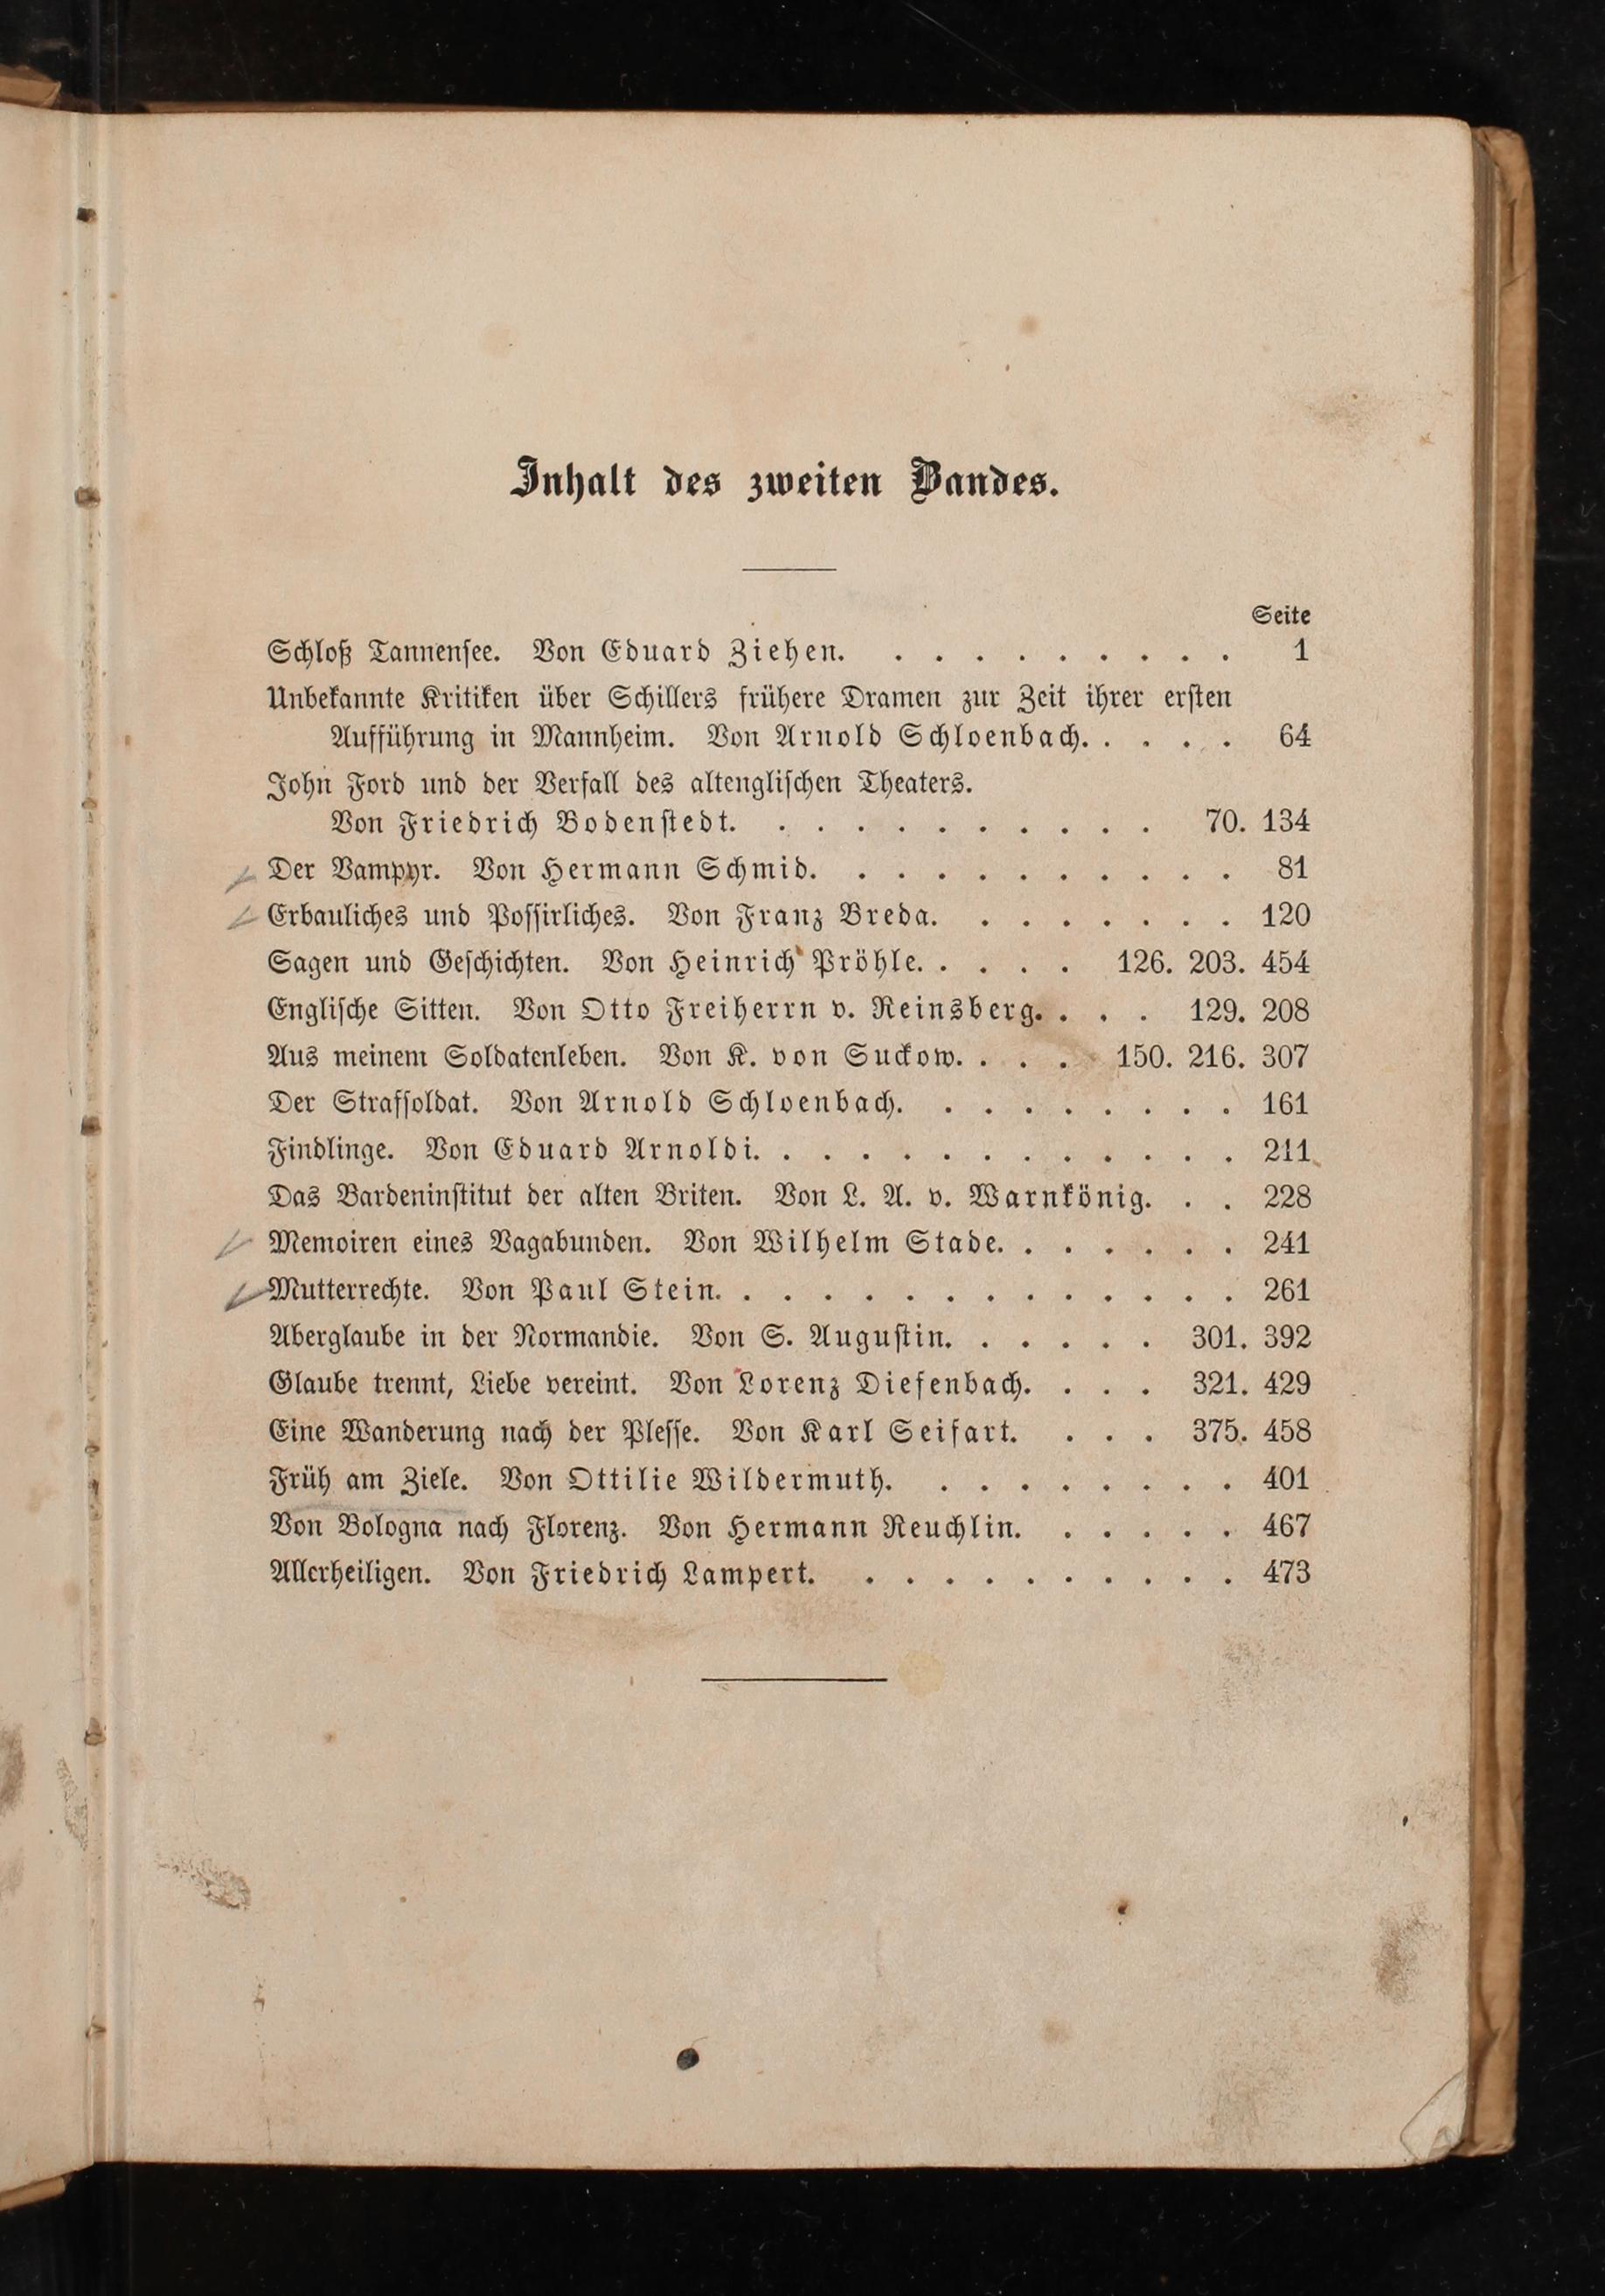 Inhalt des zweiten Bandes.
Seite
Schloß Tannensee. Von Eduard Ziehen. . . . . . . . . . 1
Unbekannte Kritiken über Schillers frühere Dramen zur Zeit ihrer ersten
Aufführung in Mannheim. Von Arnold Schloenbach. . . . . 64
John Ford und der Verfall des altenglischen Theaters.
Von Friedrich Bodenstedt. . . . . . . . . . . 70. 134
Der Vampyr. Von Hermann Schmid. . . . . . . . . . . 81
Erbauliches und Possirliches. Von Franz Breda. . . . . . . . 120
Sagen und Geschichten. Von Heinrich Pröhle. . . . . 126. 203. 454
Englische Sitten. Von Otto Freiherrn v. Reinsberg. . . . 129. 208
Aus meinem Soldatenleben. Von K. von Suckow. . . . 150. 216. 307
Der Strafsoldat. Von Arnold Schloenbach. . . . . . . . . 161
Findlinge. Von Eduard Arnoldi. . . . . . . . . . . . . 211
Das Bardeninstitut der alten Briten. Von L. A. v. Warnkönig. . . 228
Memoiren eines Vagabunden. Von Wilhelm Stade. . . . . . . 241
Mutterrechte. Von Paul Stein. . . . . . . . . . . . . . 261
Aberglaube in der Normandie. Von S. Augustin. . . . . . 301. 392
Glaube trennt, Liebe vereint. Von Lorenz Diefenbach. . . . 321. 429
Eine Wanderung nach der Plesse. Von Karl Seifart. . . . 375. 458
Früh am Ziele. Von Ottilie Wildermuth. . . . . . . . . 401
Von Bologna nach Florenz. Von Hermann Reuchlin. . . . . . 467
Allerheiligen. Von Friedrich Lampert. . . . . . . . . . . 473